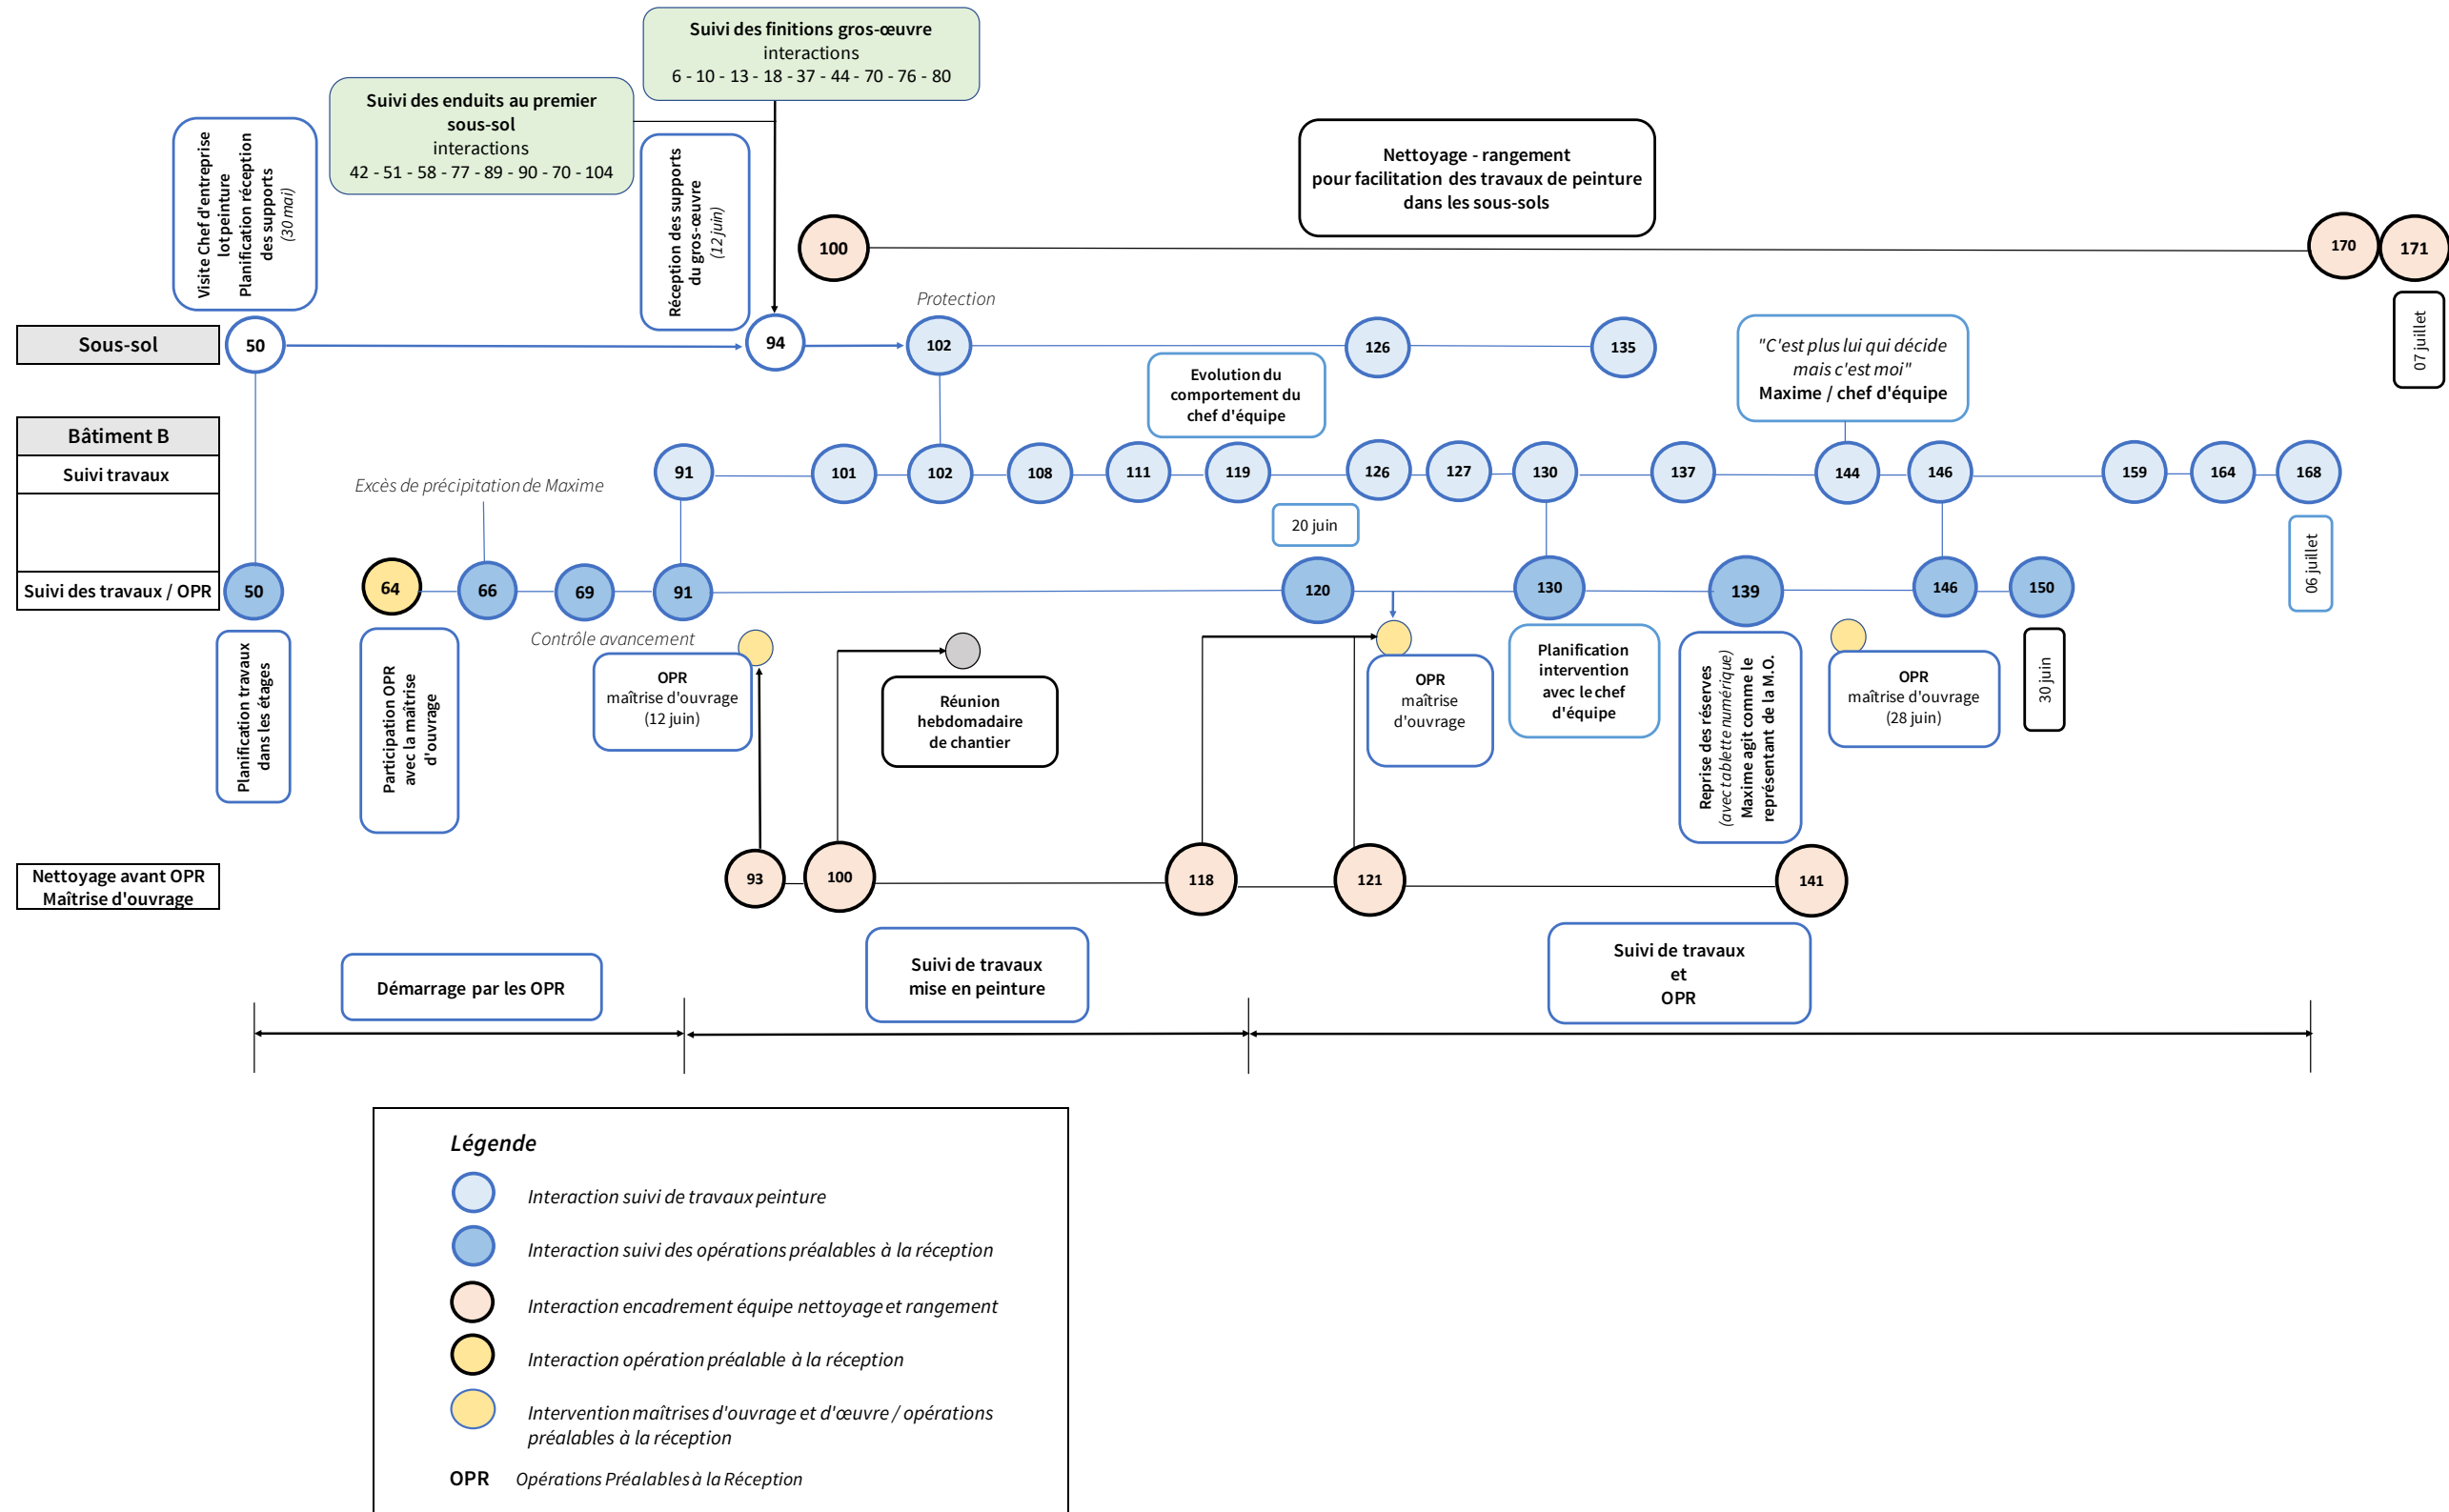 Suivi des finitions gros-œuvre
interactions
6 - 10 - 13 - 18 - 37 - 44 - 70 - 76 - 80
Suivi des enduits au premier
sous-sol
interactions
42 - 51 - 58 - 77 - 89 - 90 - 70 - 104
Visite Chef d'entreprise
lot peinture
Planification réception
des supports
(30 mai)
Réception des supports
du gros-œuvre
(12 juin)
Nettoyage - rangement
pour facilitation des travaux de peinture
dans les sous-sols
100
170
171
07 juillet
Protection
Sous-sol
50
94
102
126
135
Evolution du
comportement du
chef d'équipe
"C'est plus lui qui décide
mais c'est moi"
Maxime / chef d'équipe
Bâtiment B
Suivi travaux
91
101
102
108
111
119
126
127
130
137
144
146
159
164
168
Excès de précipitation de Maxime
20 juin
06 juillet
Suivi des travaux / OPR
50
64
66
69
91
120
130
139
146
150
Contrôle avancement
Planification travaux
dans les étages
Participation OPR
avec la maîtrise
d'ouvrage
OPR
maîtrise d'ouvrage
(12 juin)
Réunion
hebdomadaire
de chantier
OPR
maîtrise
d'ouvrage
Planification
intervention
avec le chef
d'équipe
Reprise des réserves
(avec tablette numérique)
Maxime agit comme le
représentant de la M.O.
OPR
maîtrise d'ouvrage
(28 juin)
30 juin
Nettoyage avant OPR
Maîtrise d'ouvrage
93
100
118
121
141
Démarrage par les OPR
Suivi de travaux
mise en peinture
Suivi de travaux
et
OPR
Légende
Interaction suivi de travaux peinture
Interaction suivi des opérations préalables à la réception
Interaction encadrement équipe nettoyage et rangement
Interaction opération préalable à la réception
Intervention maîtrises d'ouvrage et d'œuvre / opérations
préalables à la réception
OPR Opérations Préalables à la Réception